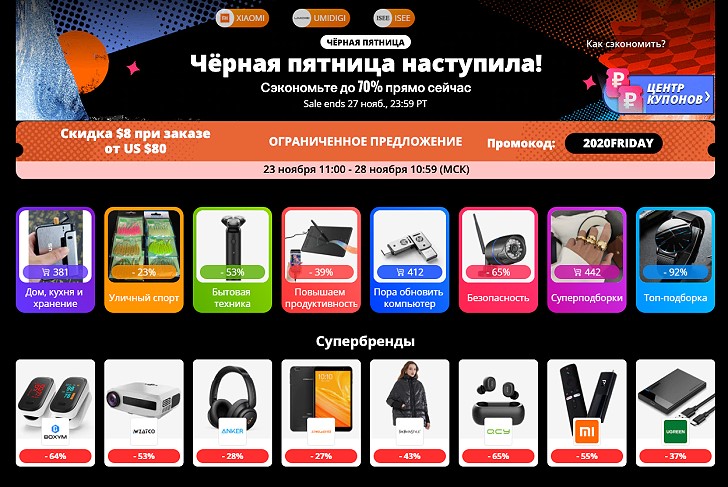 XIAOMI
UMIDIGI
ISEE ISEE
ЧЁРНАЯ ПЯТНИЦА
Чёрная пятница наступила!
Сэкономьте до 70% прямо сейчас
Sale ends 27 нояб., 23:59 PT
Как сэкономить?
ЦЕНТР
КУПОНОВ
Скидка $8 при заказе
от US $80
ОГРАНИЧЕННОЕ ПРЕДЛОЖЕНИЕ
Промокод: 2020FRIDAY
23 ноября 11:00 - 28 ноября 10:59 (МСК)
381
- 23%
- 53%
- 39%
412
- 65%
442
- 92%
Дом, кухня и
хранение
Уличный спорт
Бытовая
техника
Повышаем
продуктивность
Пора обновить
компьютер
Безопасность
Суперподборки
Топ-подборка
Супербренды
BOXYM
WZATCO
ANKER
QCY
UGREEN
- 64%
- 53%
- 28%
- 27%
- 43%
- 65%
- 55%
- 37%